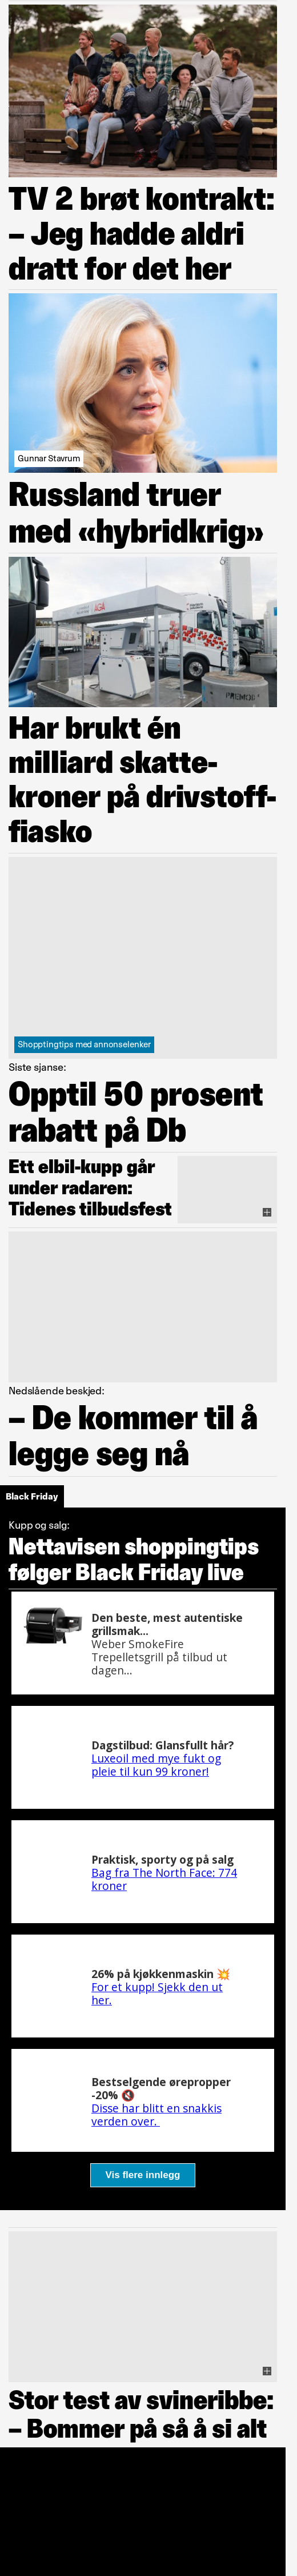 TV 2 brøt kontrakt:
– Jeg hadde aldri
dratt for det her
Gunnar Stavrum
Russland truer
med «hybridkrig»
AGA
PREMIXO
Har brukt én
milliard skatte-
kroner på drivstoff-
fiasko
Shopptingtips med annonselenker
Siste sjanse:
Opptil 50 prosent
rabatt på Db
Ett elbil-kupp går
under radaren:
Tidenes tilbudsfest
Nedslående beskjed:
– De kommer til å
legge seg nå
Black Friday
Kupp og salg:
Nettavisen shoppingtips
følger Black Friday live
Den beste, mest autentiske
grillsmak...
Weber SmokeFire
Trepelletsgrill på tilbud ut
dagen...
Dagstilbud: Glansfullt hår?
Luxeoil med mye fukt og
pleie til kun 99 kroner!
Praktisk, sporty og på salg
Bag fra The North Face: 774
kroner
26% på kjøkkenmaskin 💥
For et kupp! Sjekk den ut
her.
Bestselgende ørepropper
-20% 🔇
Disse har blitt en snakkis
verden over.
Vis flere innlegg
Stor test av svineribbe:
– Bommer på så å si alt